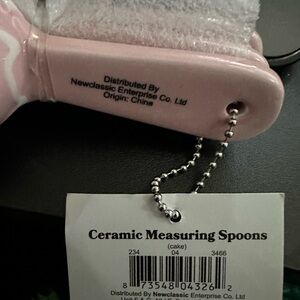 Distributed By
Newclassic Enterprise Co. Ltd
Origin: China
Ceramic Measuring Spoons
(cake)
234 04 3466
8 73548 04326 2
Distributed By Newclassic Enterprise Co.